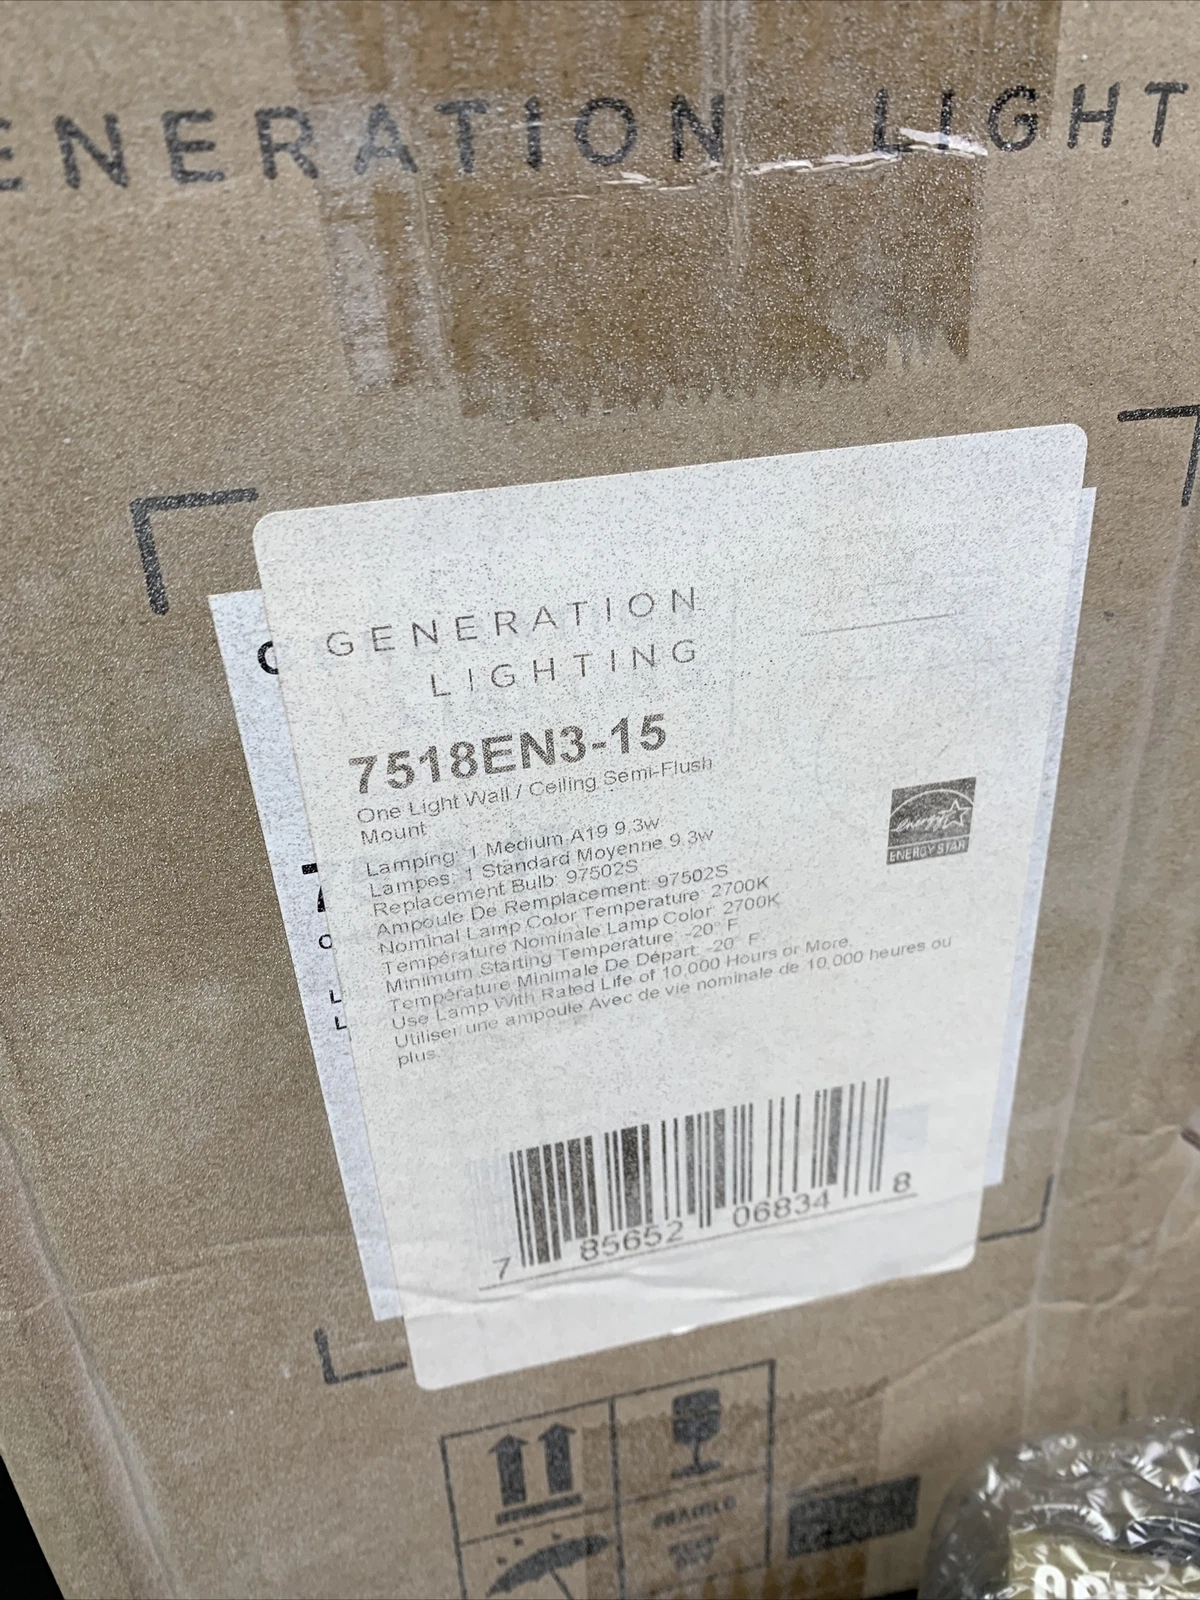 ENERATION LIGHT
GENERATION
LIGHTING
7518EN3-15
One Light Wall / Ceiling Semi-Flush
Mount
Lamping: 1 Medium A19 9.3w
Lampes: 1 Standard Moyenne 9.3w
Replacement Bulb: 97502S
Ampoule De Remplacement: 97502S
Nominal Lamp Color Temperature: 2700K
Température Nominale Lamp Color: 2700K
Minimum Starting Temperature: -20° F
Température Minimale De Départ: -20° F
Use Lamp With Rated Life of 10,000 Hours or More.
Utiliser une ampoule Avec de vie nominale de 10,000 heures ou
plus.
energy
ENERGY STAR
7 85652 06834 8
FRAGILE
KEEP
DRY